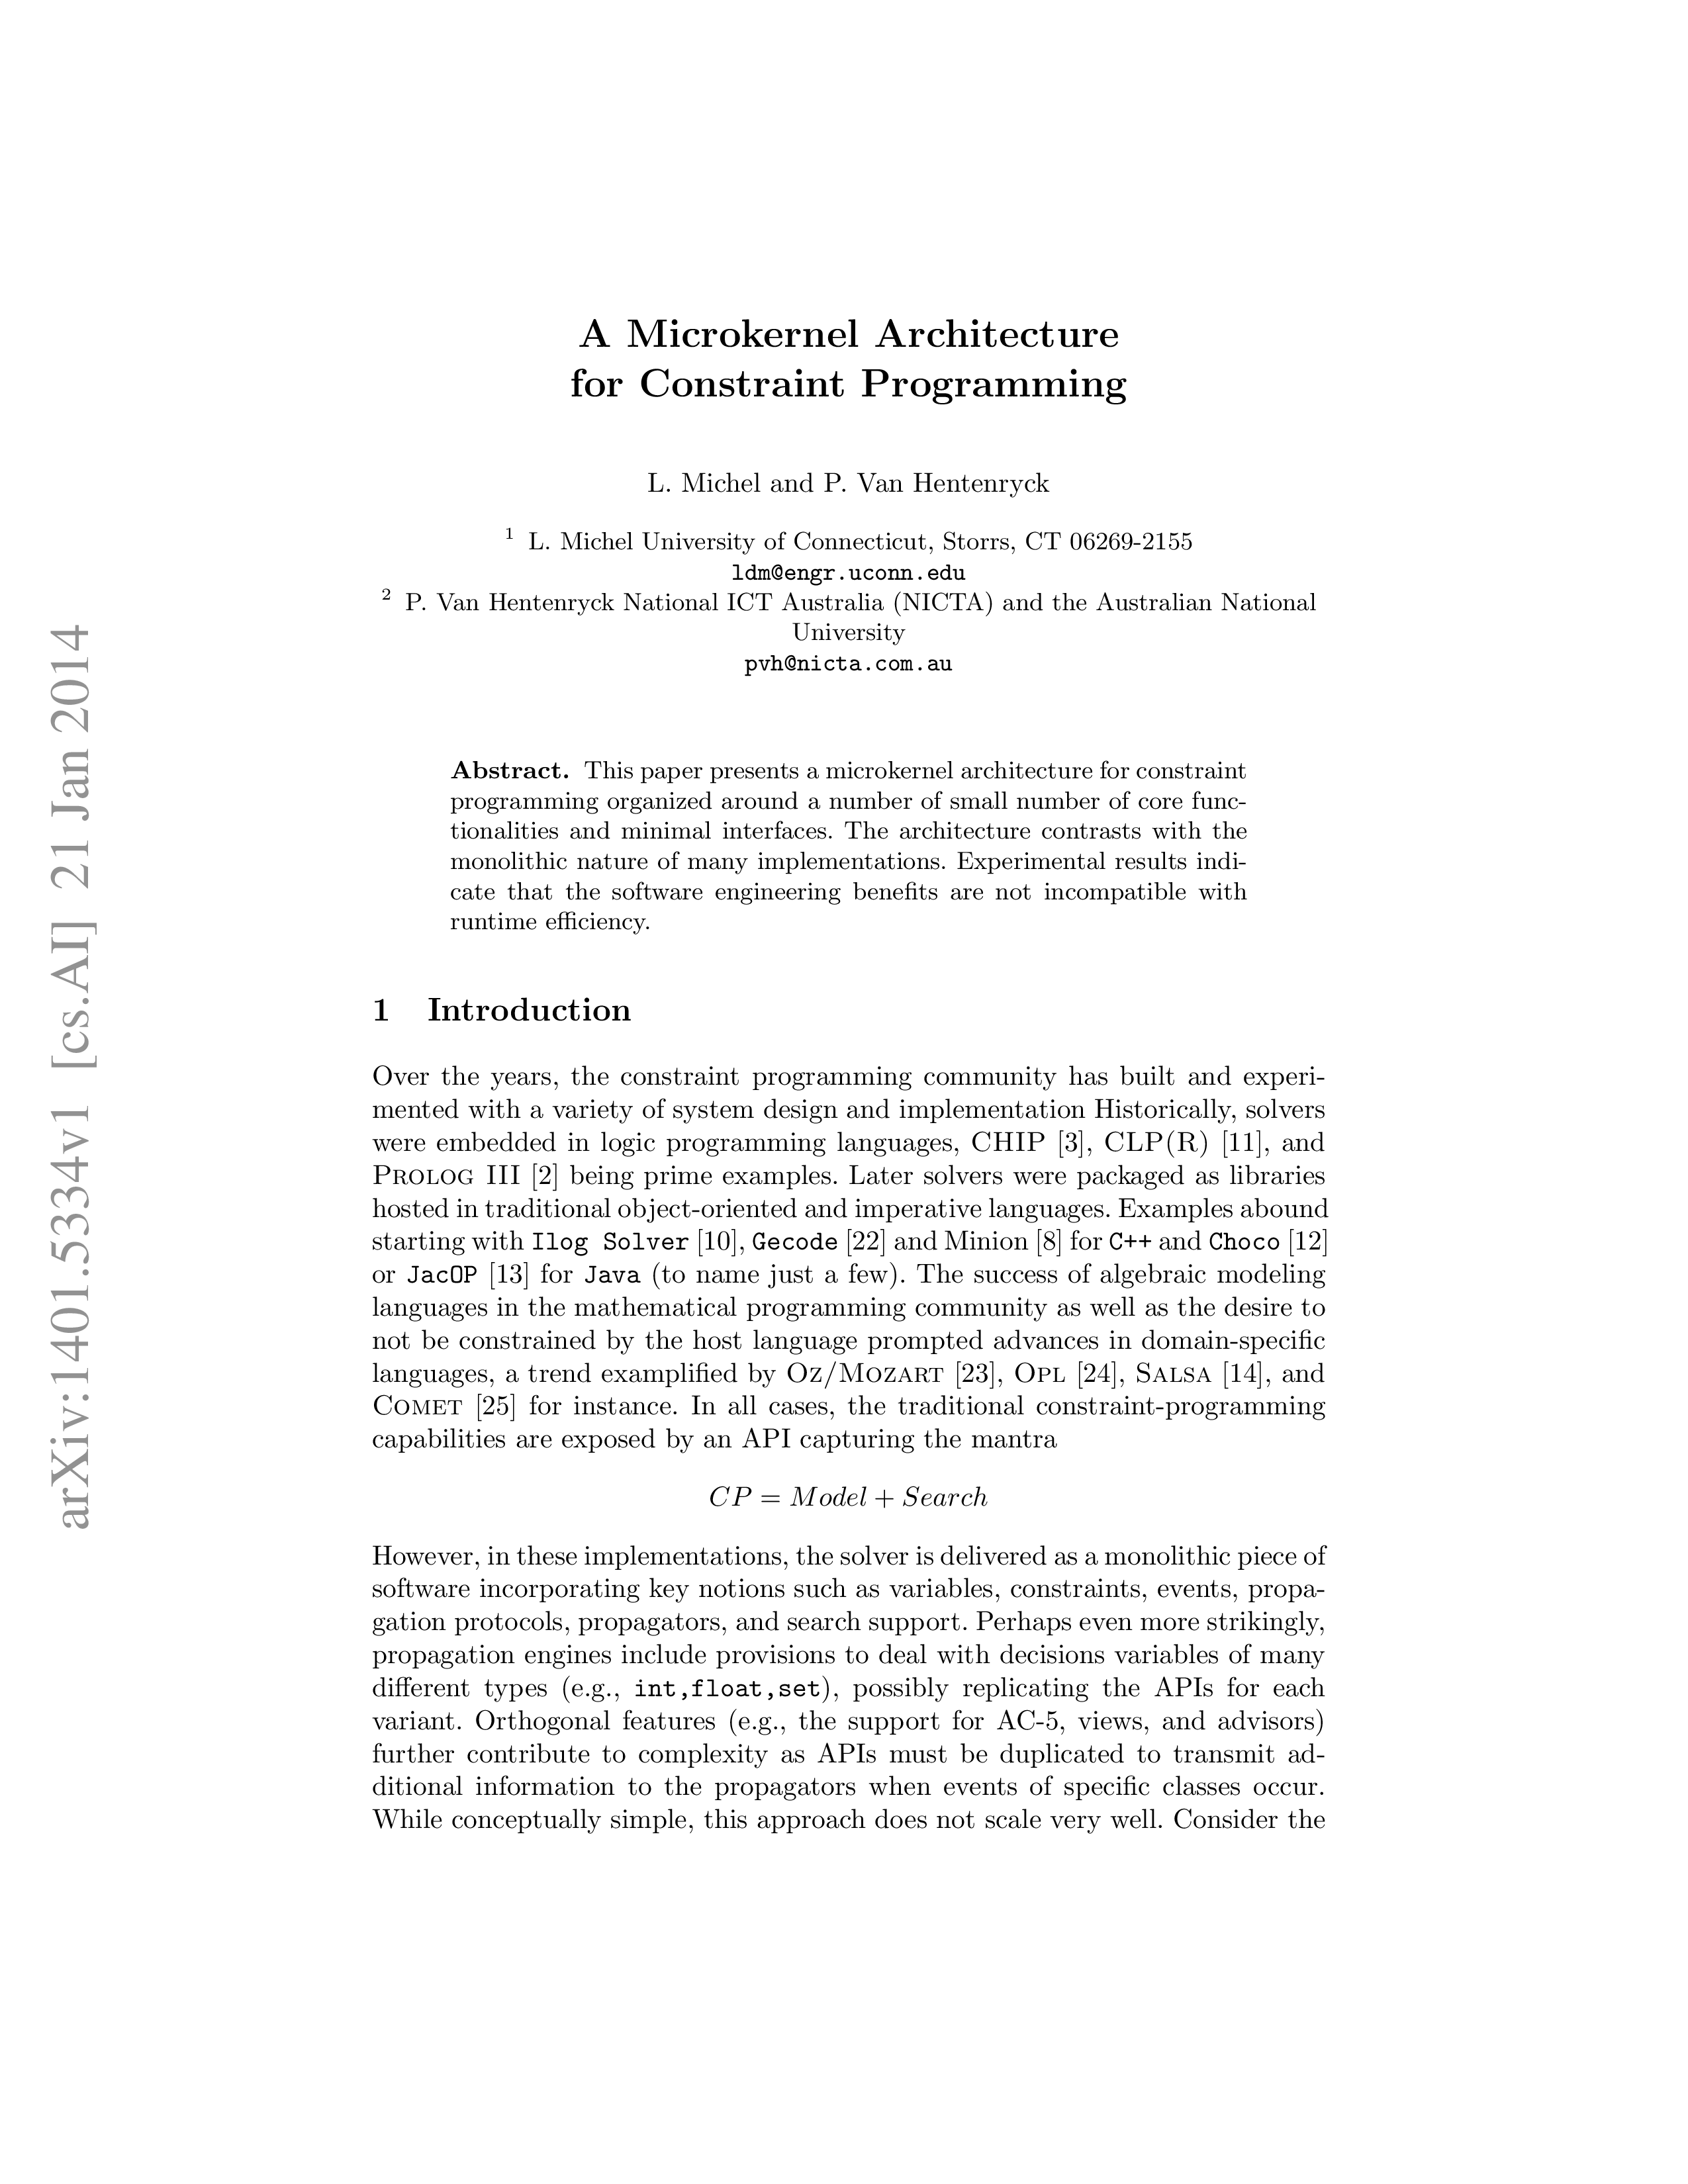 A Microkernel Architecture
for Constraint Programming
L. Michel and P. Van Hentenryck
1 L. Michel University of Connecticut, Storrs, CT 06269-2155
ldm@engr.uconn.edu
2 P. Van Hentenryck National ICT Australia (NICTA) and the Australian National
University
pvh@nicta.com.au
Abstract. This paper presents a microkernel architecture for constraint
programming organized around a number of small number of core func-
tionalities and minimal interfaces. The architecture contrasts with the
monolithic nature of many implementations. Experimental results indi-
cate that the software engineering benefits are not incompatible with
runtime efficiency.
1 Introduction
Over the years, the constraint programming community has built and experi-
mented with a variety of system design and implementation Historically, solvers
were embedded in logic programming languages, CHIP [3], CLP(R) [11], and
PROLOG III [2] being prime examples. Later solvers were packaged as libraries
hosted in traditional object-oriented and imperative languages. Examples abound
starting with Ilog Solver [10], Gecode [22] and Minion [8] for C++ and Choco [12]
or JacOP [13] for Java (to name just a few). The success of algebraic modeling
languages in the mathematical programming community as well as the desire to
not be constrained by the host language prompted advances in domain-specific
languages, a trend examplified by OZ/MOZART [23], OPL [24], SALSA [14], and
COMET [25] for instance. In all cases, the traditional constraint-programming
capabilities are exposed by an API capturing the mantra
CP = Model + Search
However, in these implementations, the solver is delivered as a monolithic piece of
software incorporating key notions such as variables, constraints, events, propa-
gation protocols, propagators, and search support. Perhaps even more strikingly,
propagation engines include provisions to deal with decisions variables of many
different types (e.g., int,float,set), possibly replicating the APIs for each
variant. Orthogonal features (e.g., the support for AC-5, views, and advisors)
further contribute to complexity as APIs must be duplicated to transmit ad-
ditional information to the propagators when events of specific classes occur.
While conceptually simple, this approach does not scale very well. Consider the
arXiv:1401.5334v1 [cs.AI] 21 Jan 2014